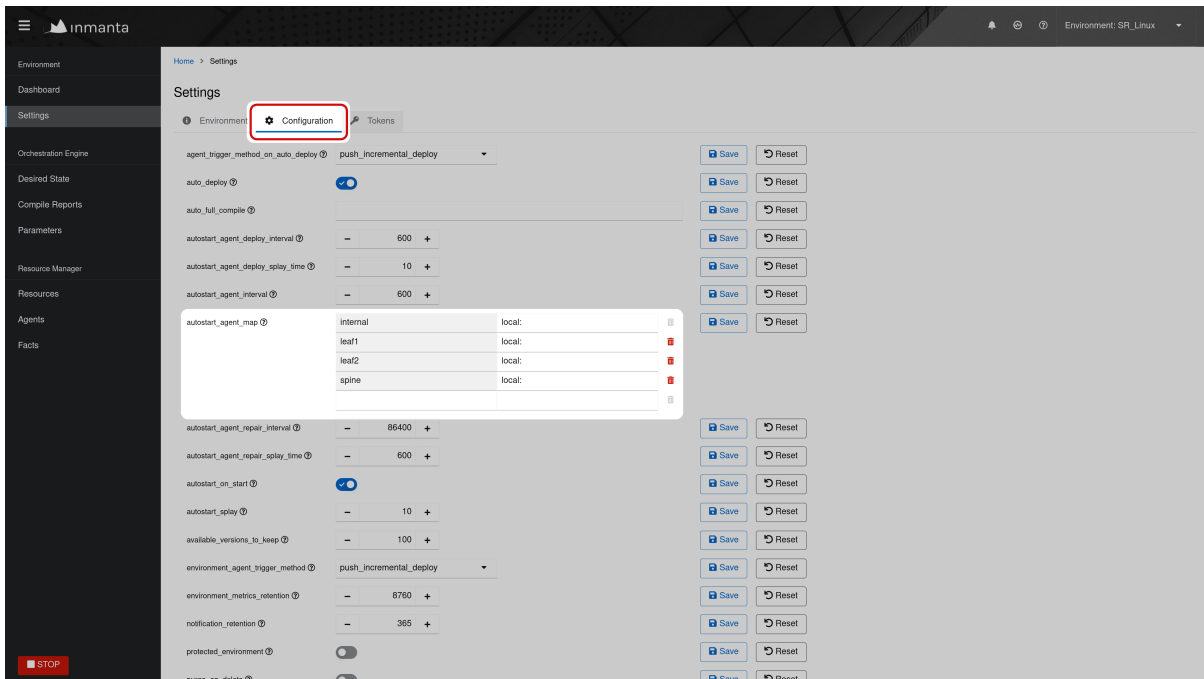 ınmanta
Environment: SR_Linux
Environment
Dashboard
Settings
Orchestration Engine
Desired State
Compile Reports
Parameters
Resource Manager
Resources
Agents
Facts
STOP
Home > Settings
Settings
Environment Configuration Tokens
agent_trigger_method_on_auto_deploy push_incremental_deploy Save Reset
auto_deploy Save Reset
auto_full_compile Save Reset
autostart_agent_deploy_interval − 600 + Save Reset
autostart_agent_deploy_splay_time − 10 + Save Reset
autostart_agent_interval − 600 + Save Reset
autostart_agent_map internal local: Save Reset
leaf1 local:
leaf2 local:
spine local:
autostart_agent_repair_interval − 86400 + Save Reset
autostart_agent_repair_splay_time − 600 + Save Reset
autostart_on_start Save Reset
autostart_splay − 10 + Save Reset
available_versions_to_keep − 100 + Save Reset
environment_agent_trigger_method push_incremental_deploy Save Reset
environment_metrics_retention − 8760 + Save Reset
notification_retention − 365 + Save Reset
protected_environment Save Reset
purge_on_delete Save Reset